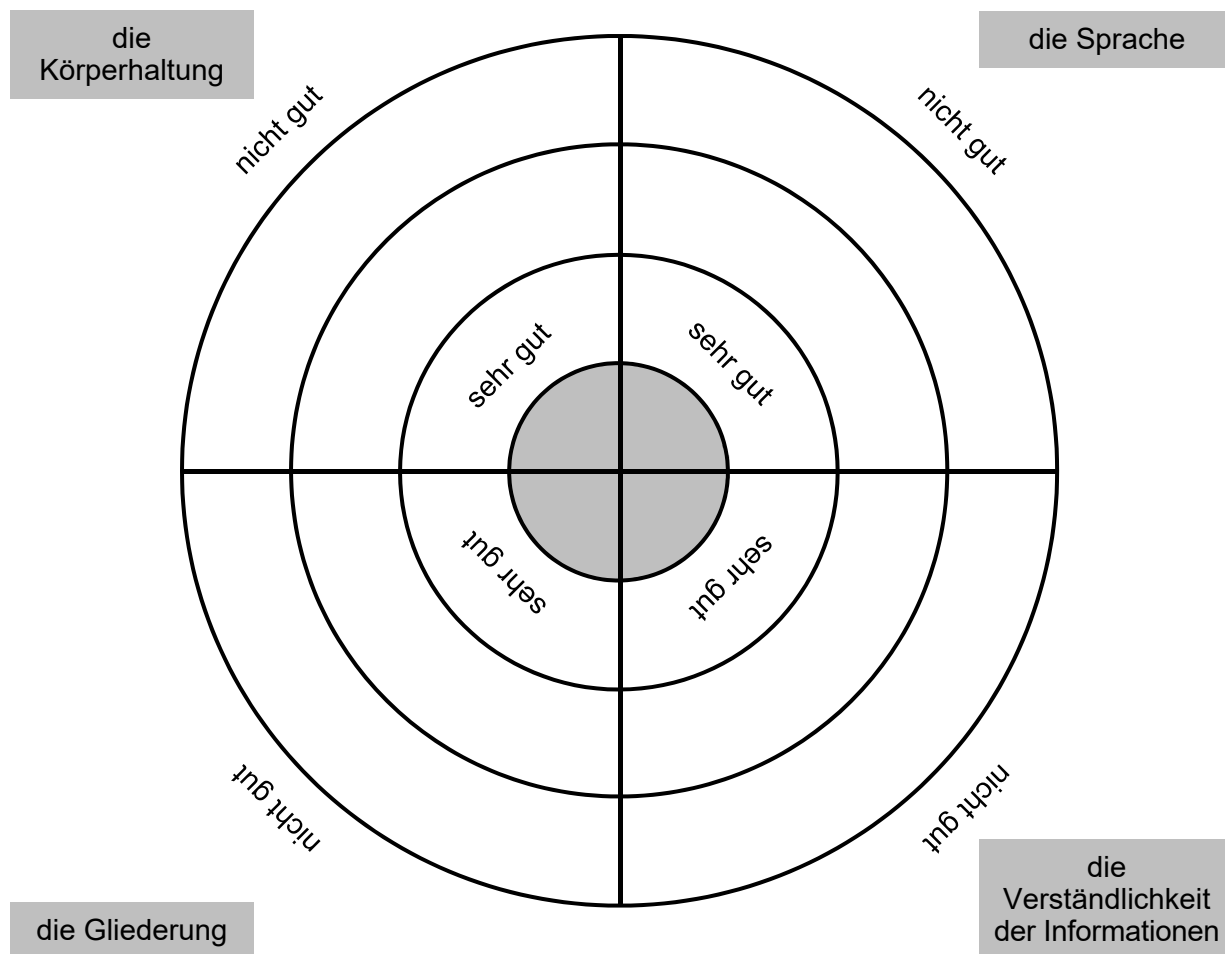 die
Körperhaltung
die Sprache
nicht gut
nicht gut
sehr gut
sehr gut
sehr gut
sehr gut
nicht gut
nicht gut
die Gliederung
die
Verständlichkeit
der Informationen